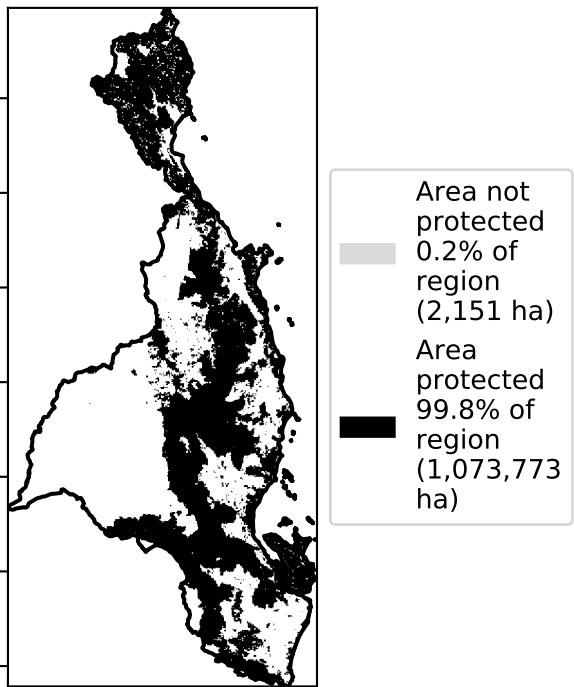 Area not
protected
0.2% of
region
(2,151 ha)
Area
protected
99.8% of
region
(1,073,773
ha)